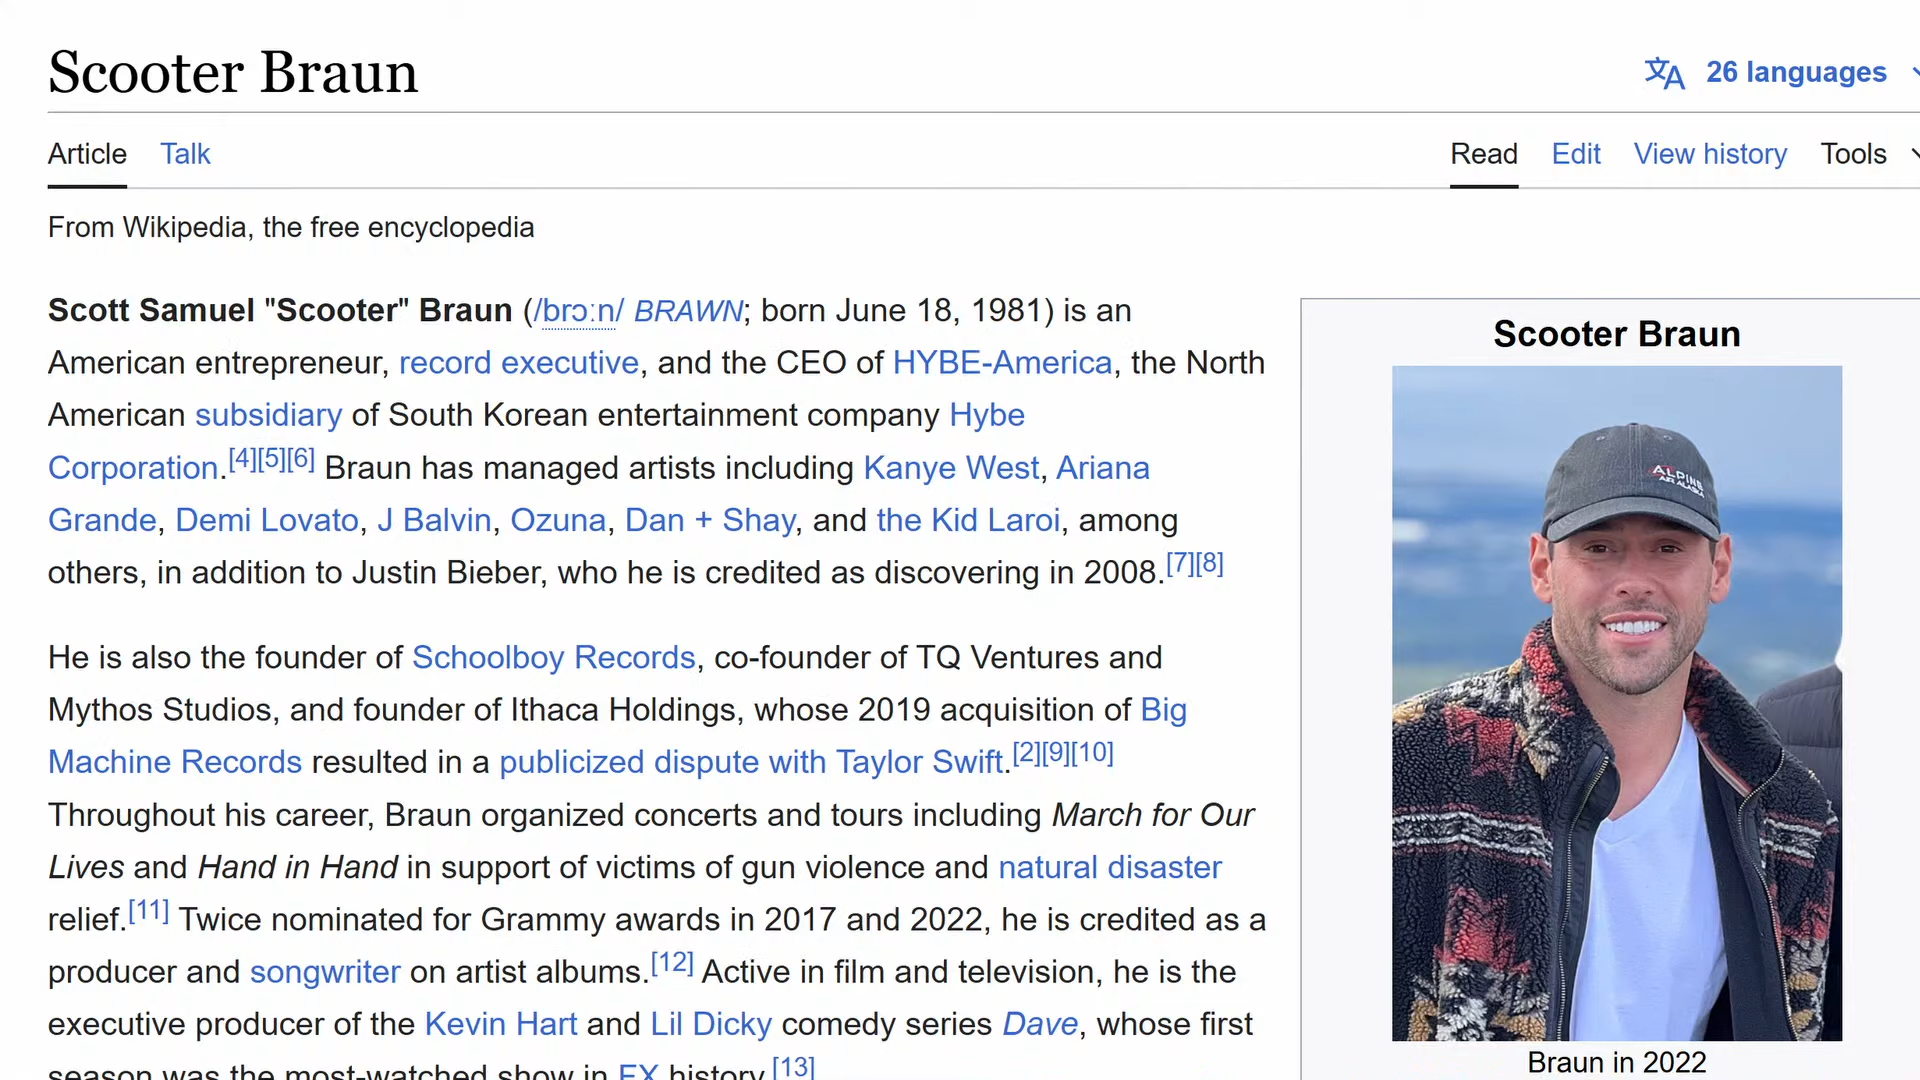 Scooter Braun
26 languages
Article Talk
Read Edit View history Tools
From Wikipedia, the free encyclopedia
Scott Samuel "Scooter" Braun (/brɔːn/ BRAWN; born June 18, 1981) is an
American entrepreneur, record executive, and the CEO of HYBE-America, the North
American subsidiary of South Korean entertainment company Hybe
Corporation.[4][5][6] Braun has managed artists including Kanye West, Ariana
Grande, Demi Lovato, J Balvin, Ozuna, Dan + Shay, and the Kid Laroi, among
others, in addition to Justin Bieber, who he is credited as discovering in 2008.[7][8]
He is also the founder of Schoolboy Records, co-founder of TQ Ventures and
Mythos Studios, and founder of Ithaca Holdings, whose 2019 acquisition of Big
Machine Records resulted in a publicized dispute with Taylor Swift.[2][9][10]
Throughout his career, Braun organized concerts and tours including March for Our
Lives and Hand in Hand in support of victims of gun violence and natural disaster
relief.[11] Twice nominated for Grammy awards in 2017 and 2022, he is credited as a
producer and songwriter on artist albums.[12] Active in film and television, he is the
executive producer of the Kevin Hart and Lil Dicky comedy series Dave, whose first
season was the most-watched show in FX history.[13]
Scooter Braun
ALPINE
AIR ALASKA
Braun in 2022